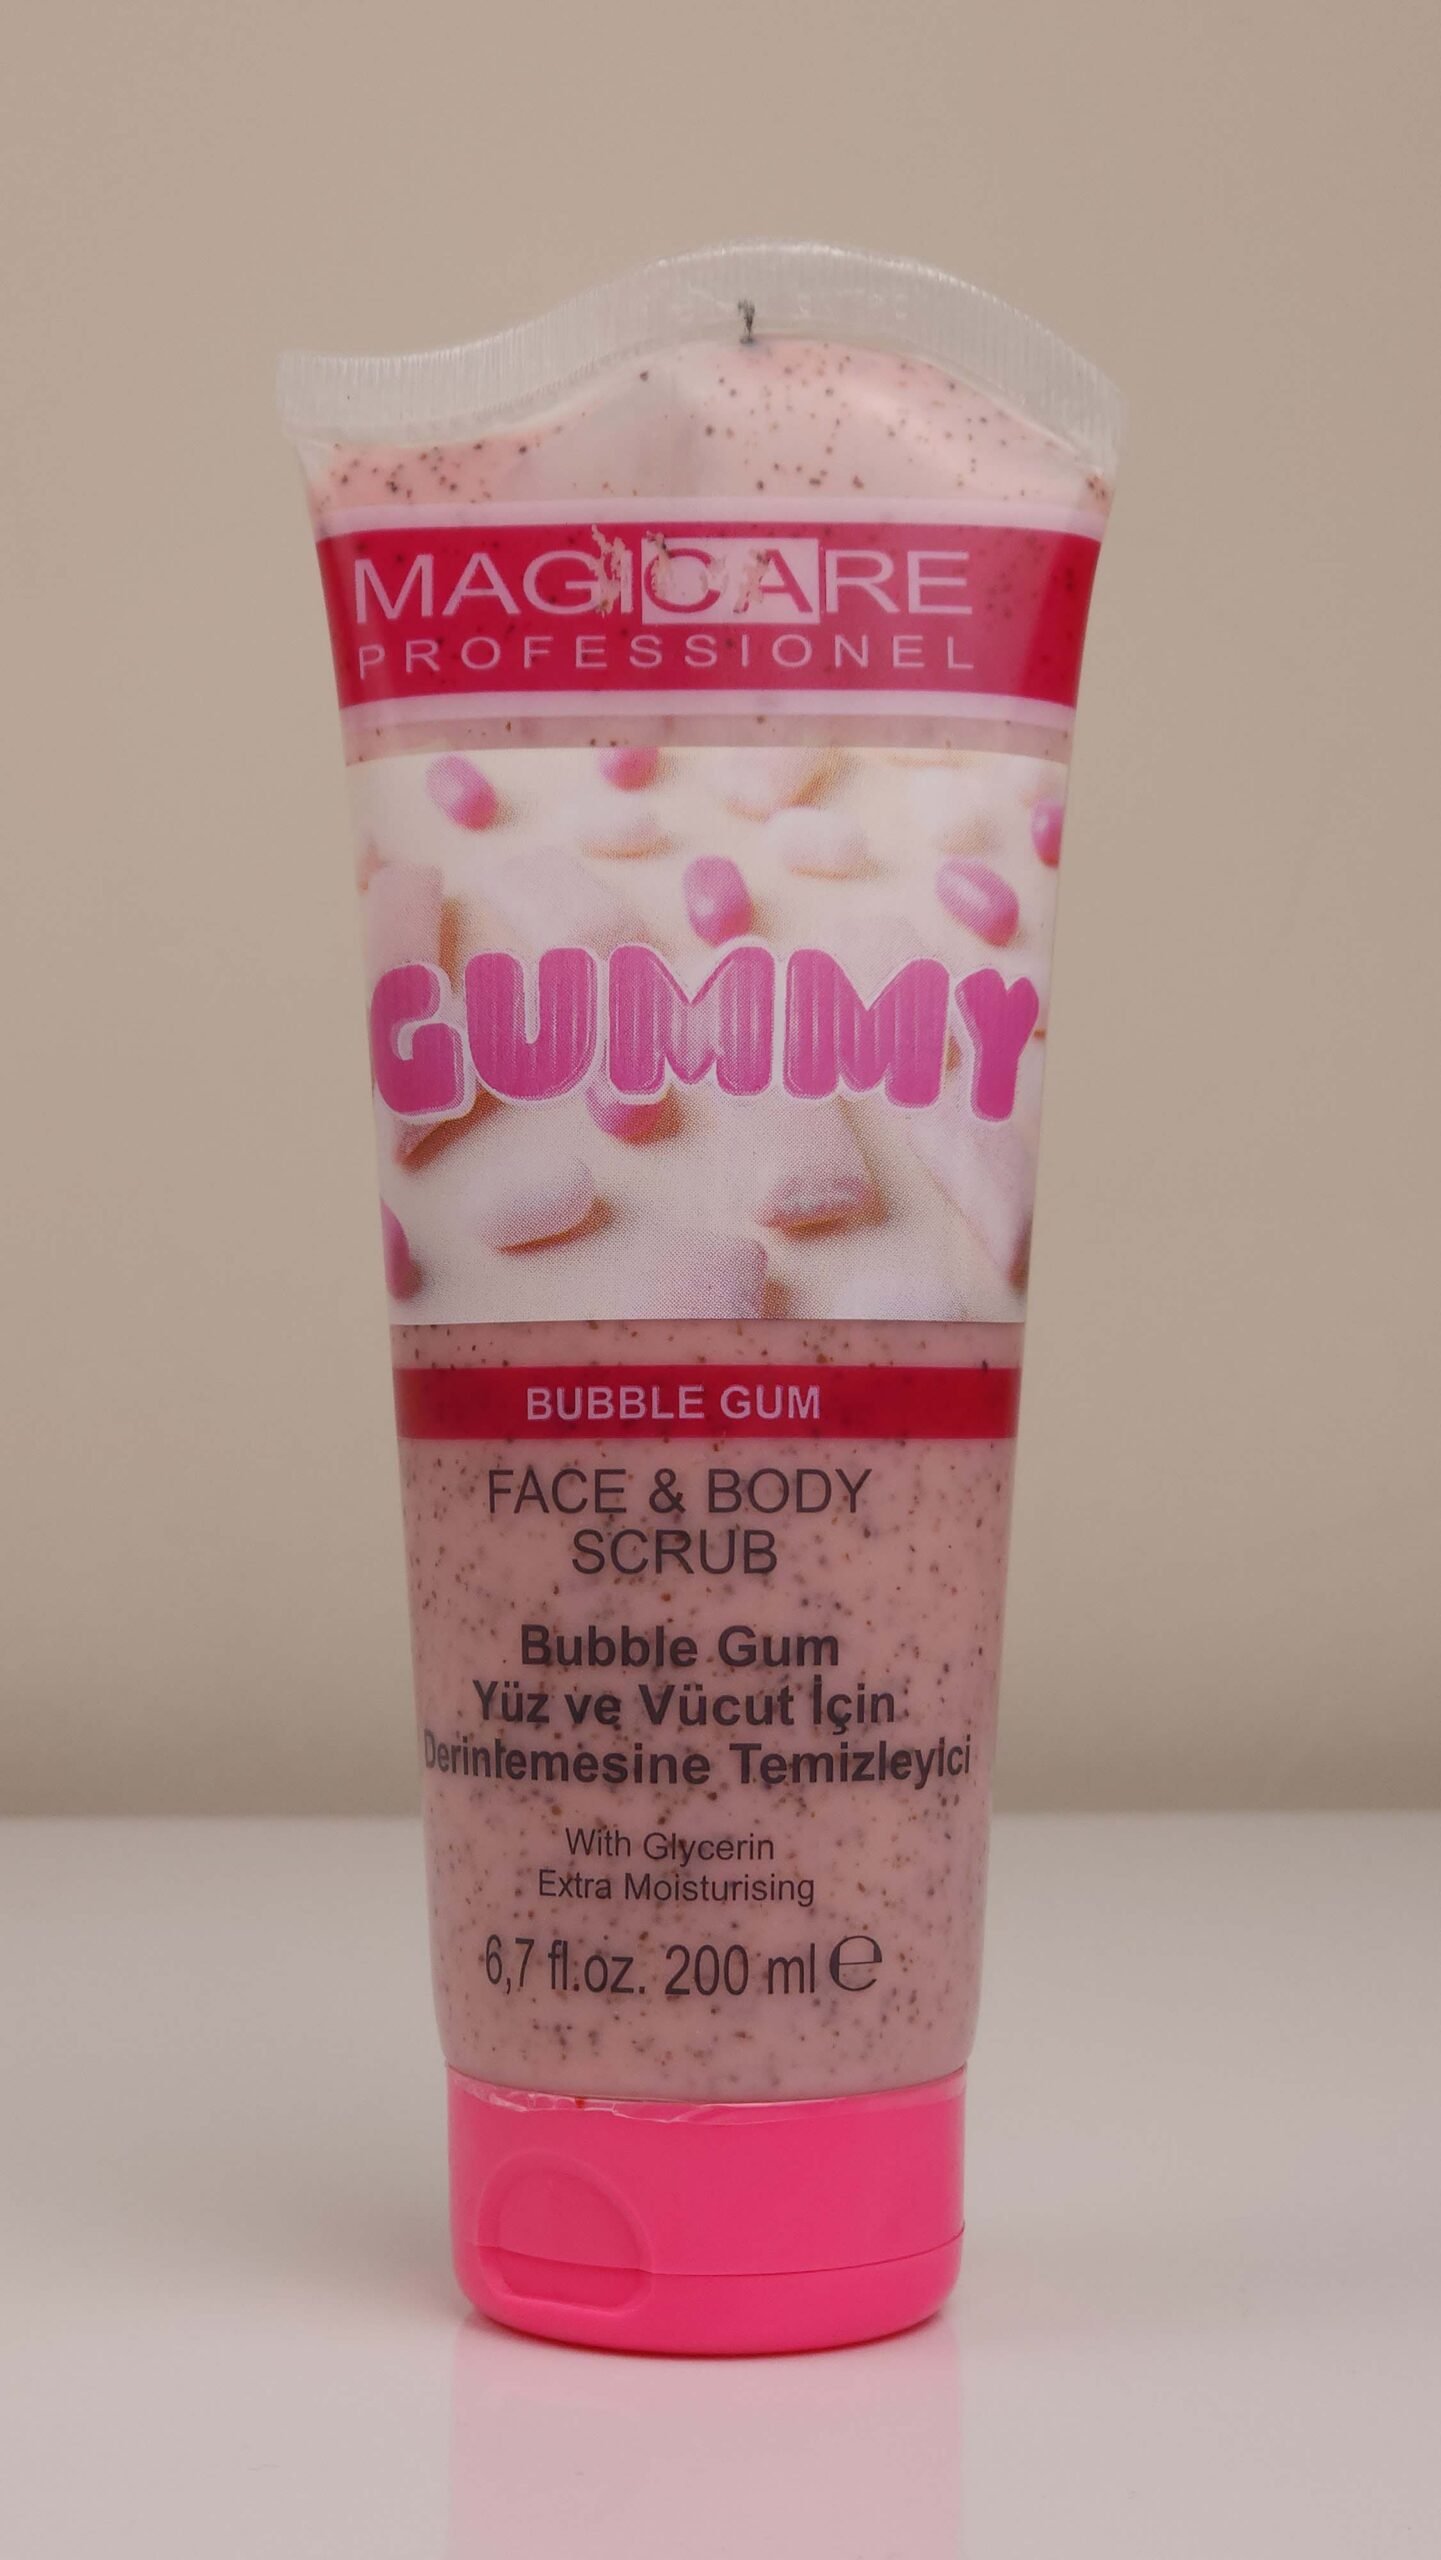 MAGICARE
PROFESSIONEL
GUMMY
BUBBLE GUM
FACE & BODY
SCRUB
Bubble Gum
Yüz ve Vücut İçin
Derinlemesine Temizleyici
With Glycerin
Extra Moisturising
6,7 fl.oz. 200 ml ℮